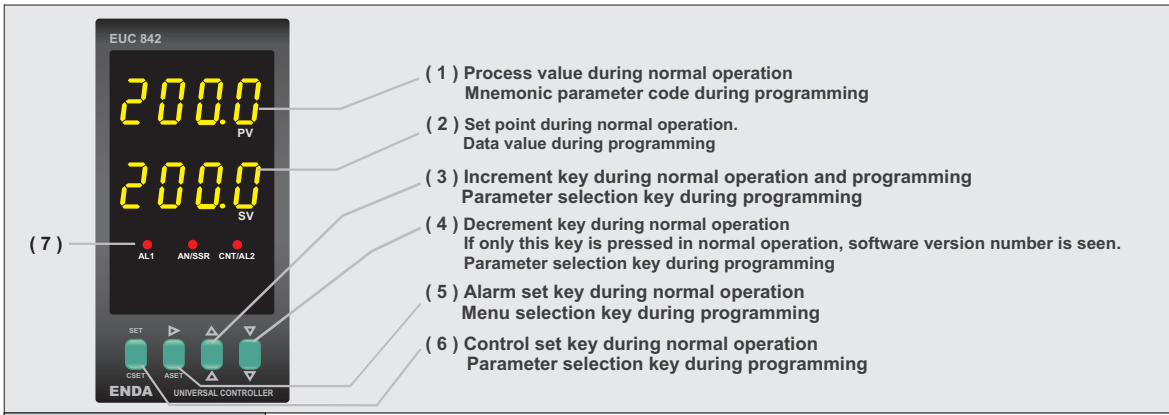 EUC 842
200.0
PV
200.0
SV
AL1 AN/SSR CNT/AL2
SET
CSET ASET
ENDA UNIVERSAL CONTROLLER
( 1 ) Process value during normal operation
Mnemonic parameter code during programming
( 2 ) Set point during normal operation.
Data value during programming
( 3 ) Increment key during normal operation and programming
Parameter selection key during programming
( 4 ) Decrement key during normal operation
If only this key is pressed in normal operation, software version number is seen.
Parameter selection key during programming
( 5 ) Alarm set key during normal operation
Menu selection key during programming
( 6 ) Control set key during normal operation
Parameter selection key during programming
( 7 )